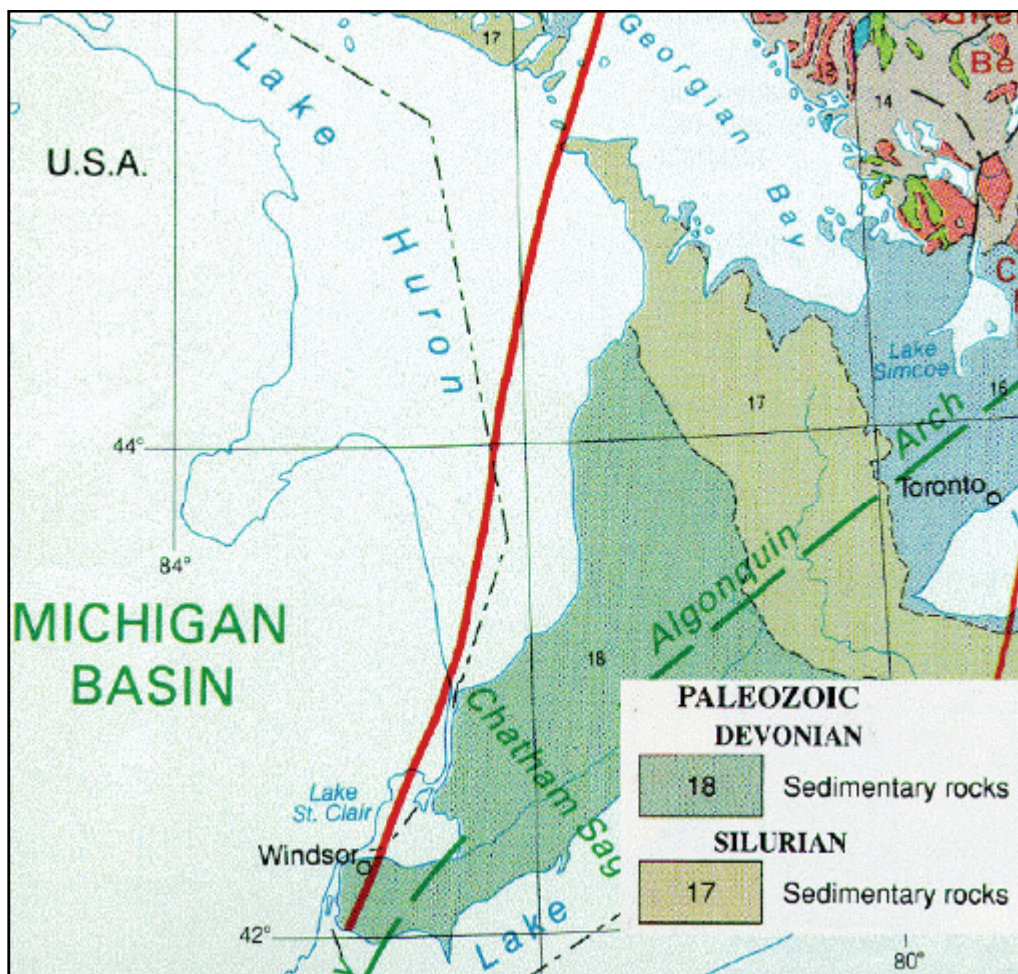 17
Lake
Georgian
Bay
Be
14
U.S.A.
Huron
C
Lake
Simcoe
17
16
44°
Arch
Toronto
84°
Algonquin
MICHIGAN
BASIN
18
Chatham Sag
PALEOZOIC
DEVONIAN
18 Sedimentary rocks
SILURIAN
17 Sedimentary rocks
Lake
St. Clair
Windsor
42°
Lake
80°